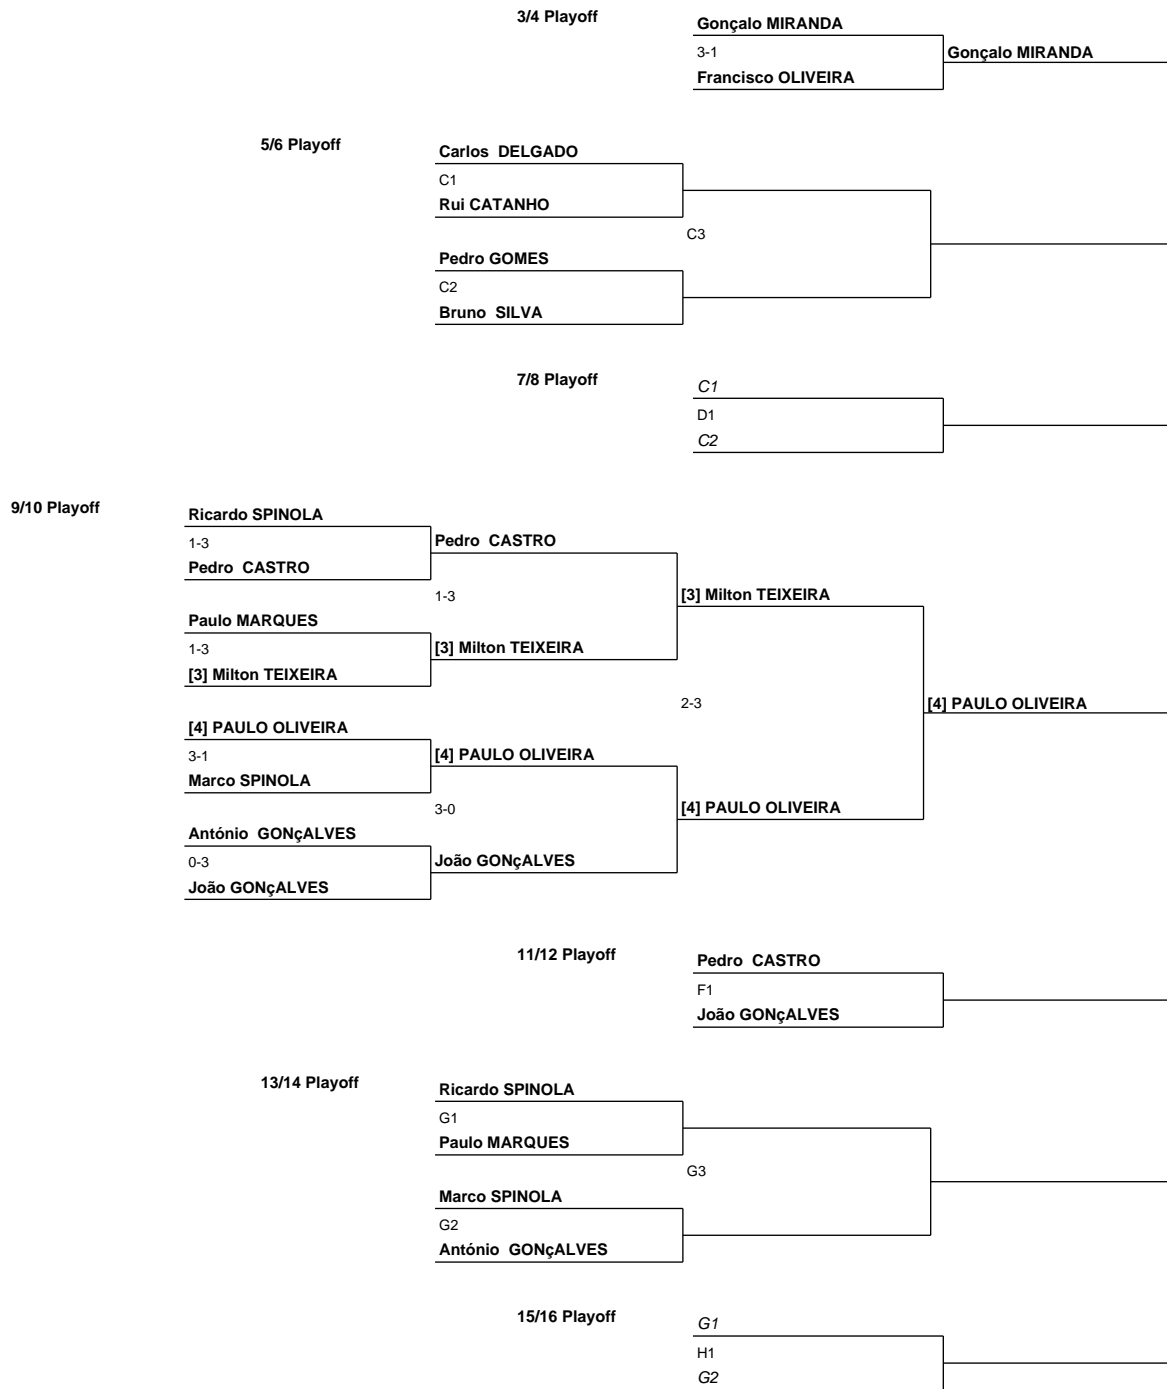 3/4 Playoff
Gonçalo MIRANDA
3-1
Gonçalo MIRANDA
Francisco OLIVEIRA
5/6 Playoff
Carlos  DELGADO
C1
Rui CATANHO
C3
Pedro GOMES
C2
Bruno  SILVA
7/8 Playoff
C1
D1
C2
9/10 Playoff
Ricardo SPINOLA
1-3
Pedro  CASTRO
Pedro  CASTRO
1-3
[3] Milton TEIXEIRA
Paulo MARQUES
1-3
[3] Milton TEIXEIRA
[3] Milton TEIXEIRA
2-3
[4] PAULO OLIVEIRA
[4] PAULO OLIVEIRA
3-1
[4] PAULO OLIVEIRA
Marco SPINOLA
3-0
[4] PAULO OLIVEIRA
António  GONçALVES
0-3
João GONçALVES
João GONçALVES
11/12 Playoff
Pedro  CASTRO
F1
João GONçALVES
13/14 Playoff
Ricardo SPINOLA
G1
Paulo MARQUES
G3
Marco SPINOLA
G2
António  GONçALVES
15/16 Playoff
G1
H1
G2